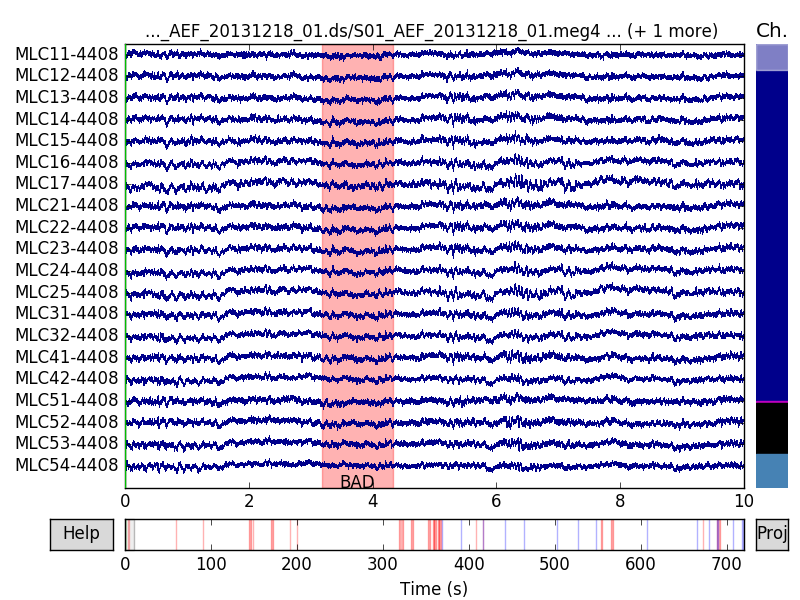 ..._AEF_20131218_01.ds/S01_AEF_20131218_01.meg4 ... (+ 1 more)
Ch.
MLC11-4408
MLC12-4408
MLC13-4408
MLC14-4408
MLC15-4408
MLC16-4408
MLC17-4408
MLC21-4408
MLC22-4408
MLC23-4408
MLC24-4408
MLC25-4408
MLC31-4408
MLC32-4408
MLC41-4408
MLC42-4408
MLC51-4408
MLC52-4408
MLC53-4408
MLC54-4408
BAD
0 2 4 6 8 10
Help
Proj
0 100 200 300 400 500 600 700
Time (s)